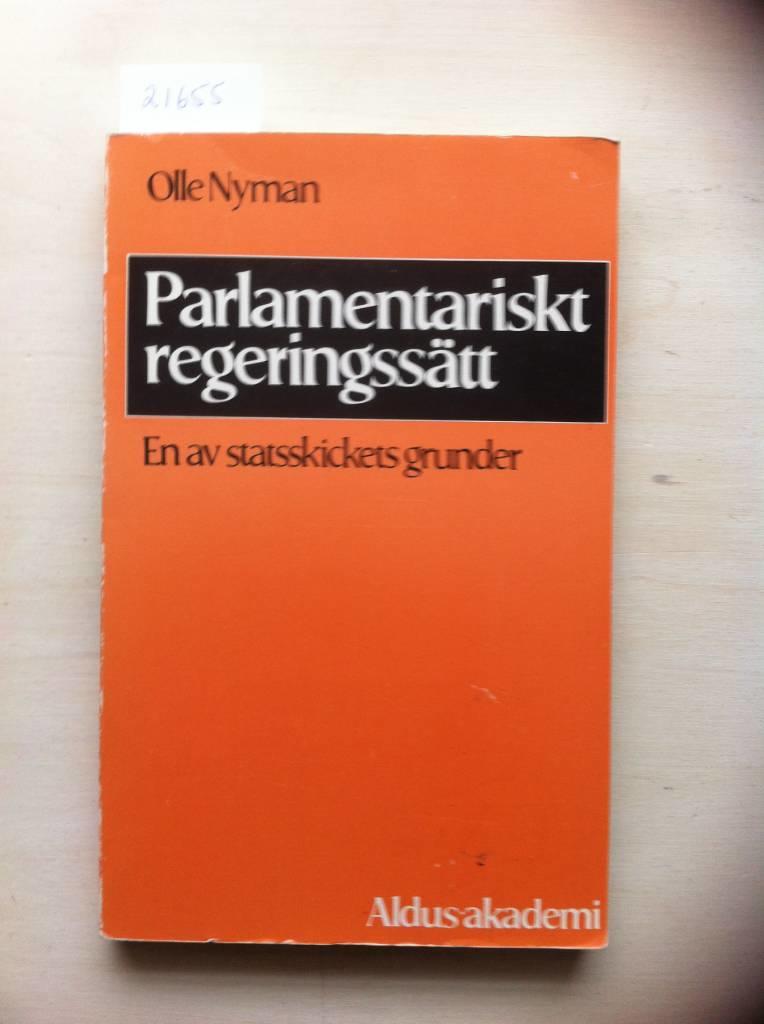 21655
Olle Nyman
Parlamentariskt
regeringssätt
En av statsskickets grunder
Aldus-akademi